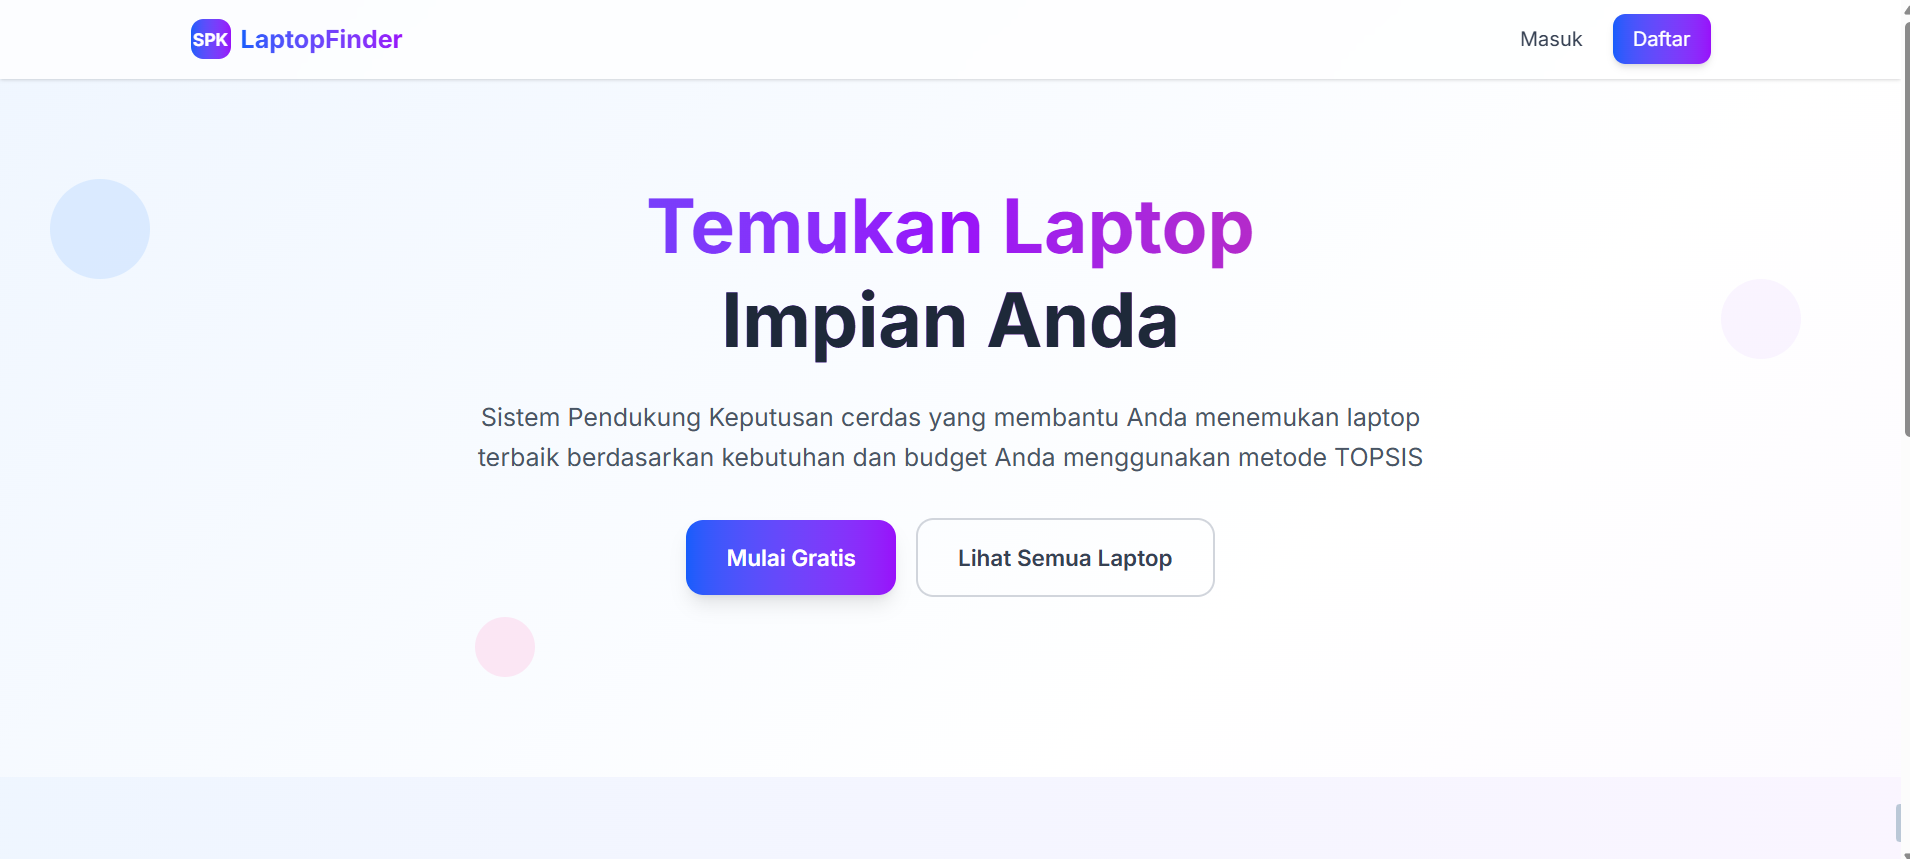 SPK LaptopFinder
Masuk
Daftar
Temukan Laptop
Impian Anda
Sistem Pendukung Keputusan cerdas yang membantu Anda menemukan laptop
terbaik berdasarkan kebutuhan dan budget Anda menggunakan metode TOPSIS
Mulai Gratis
Lihat Semua Laptop